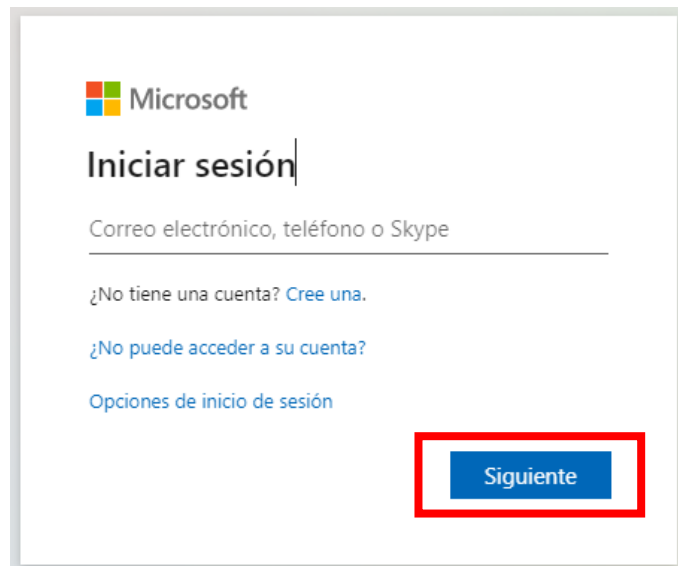 Microsoft
Iniciar sesión
Correo electrónico, teléfono o Skype
¿No tiene una cuenta? Cree una.
¿No puede acceder a su cuenta?
Opciones de inicio de sesión
Siguiente